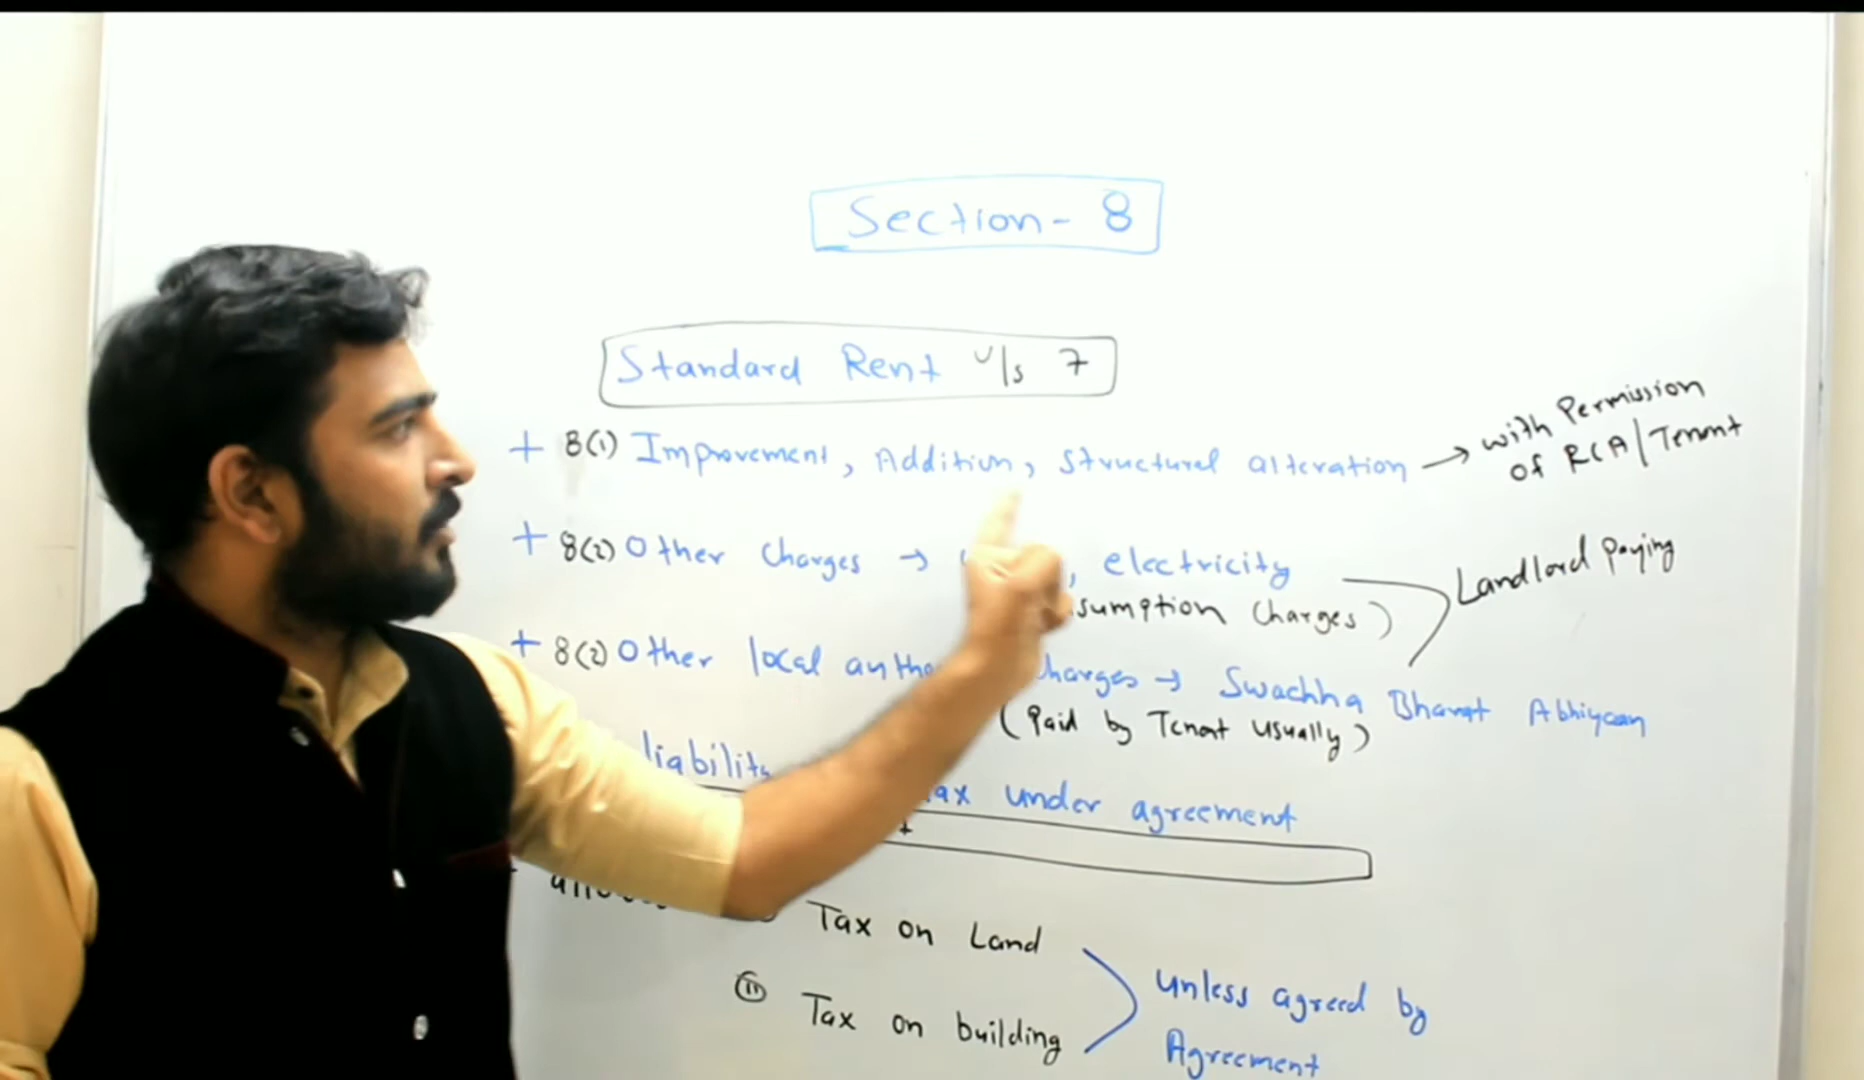 Section - 8
Standard Rent u/s 7
+ 8(1) Improvement, Addition, Structural alteration → with Permission
of RCA/Tenant
+ 8(2) Other Charges → , electricity
sumption Charges)
Landlord Paying
+ 8(2) Other local autho charges → Swachha Bharat Abhiyaan
(Paid by Tenant usually)
liability
ax under agreement
Tax on Land
(ii) Tax on building
unless agreed by
Agreement